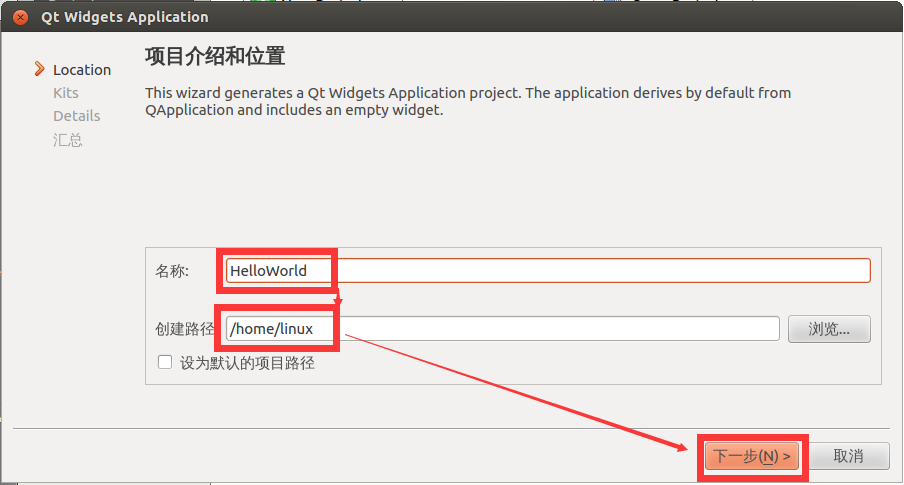 Qt Widgets Application
Location
Kits
Details
汇总
项目介绍和位置
This wizard generates a Qt Widgets Application project. The application derives by default from
QApplication and includes an empty widget.
名称:
HelloWorld
创建路径
/home/linux
浏览...
设为默认的项目路径
下一步(N) >
取消